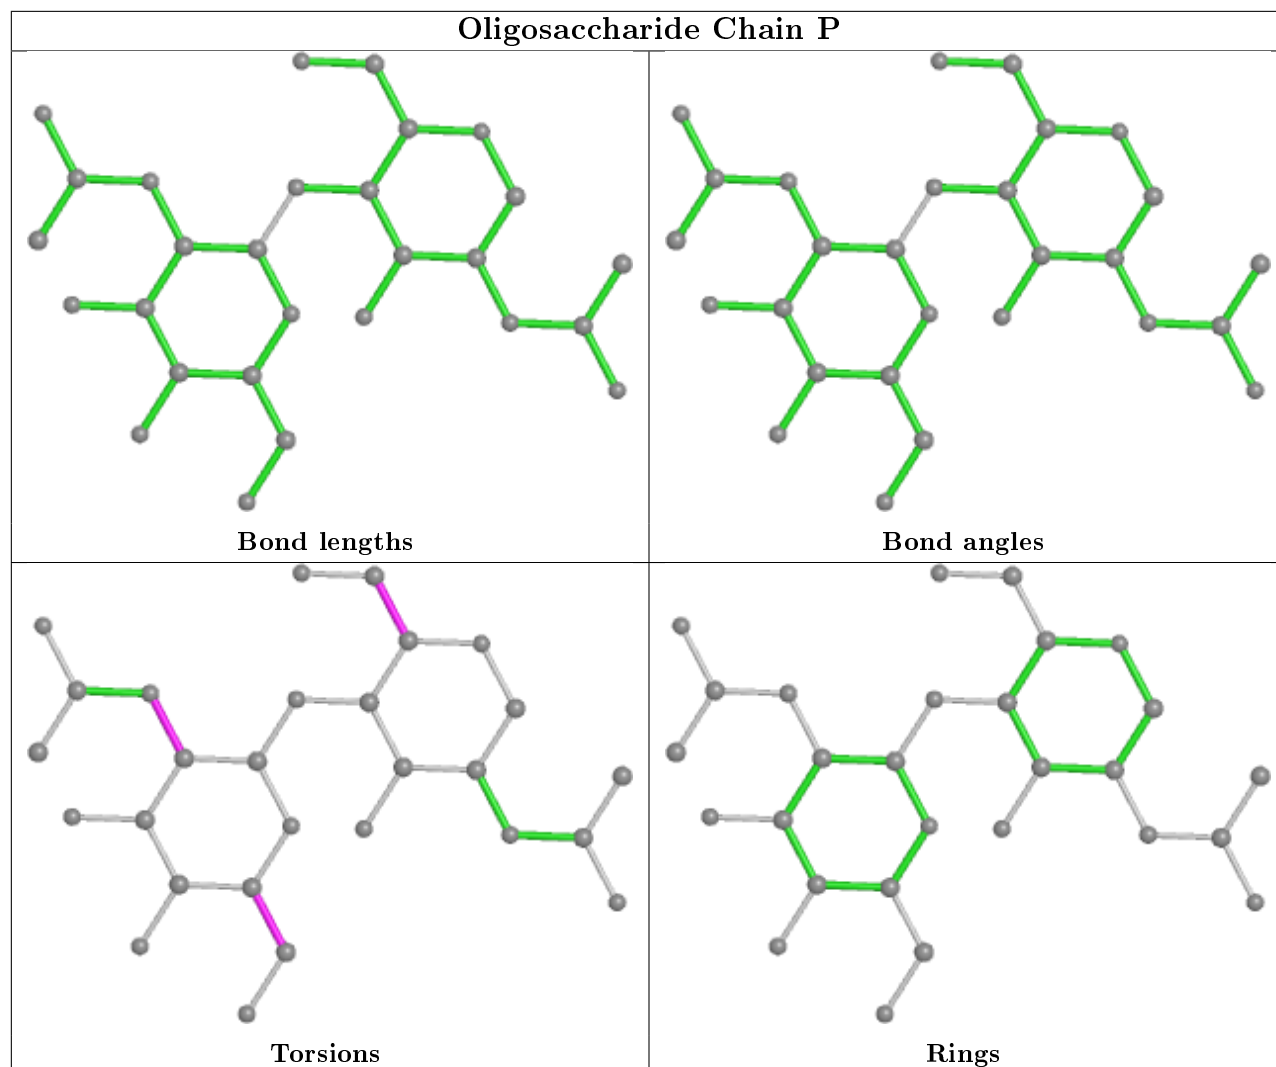 Oligosaccharide Chain P
Bond lengths
Bond angles
Torsions
Rings